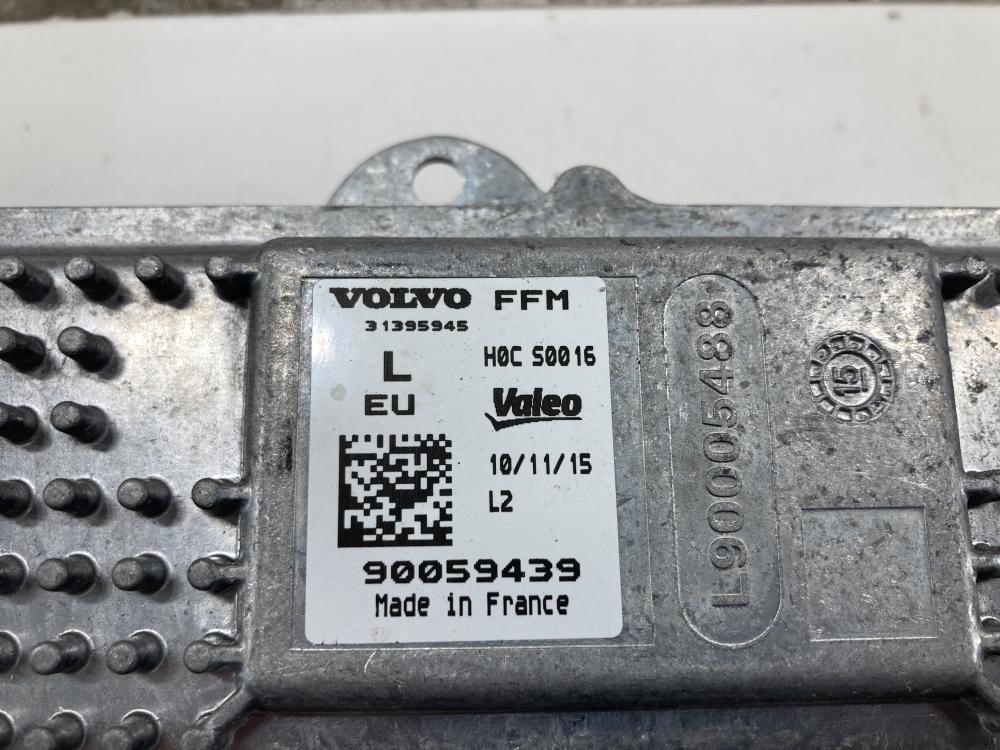 VOLVO FFM
31395945
L
H0C S0016
EU
Valeo
10/11/15
L2
90059439
Made in France
L90005488
15